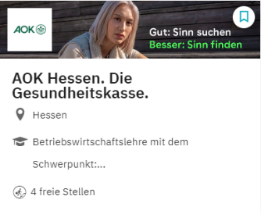 AOK
Gut: Sinn suchen
Besser: Sinn finden
AOK Hessen. Die
Gesundheitskasse.
Hessen
Betriebswirtschaftslehre mit dem
Schwerpunkt:...
4 freie Stellen